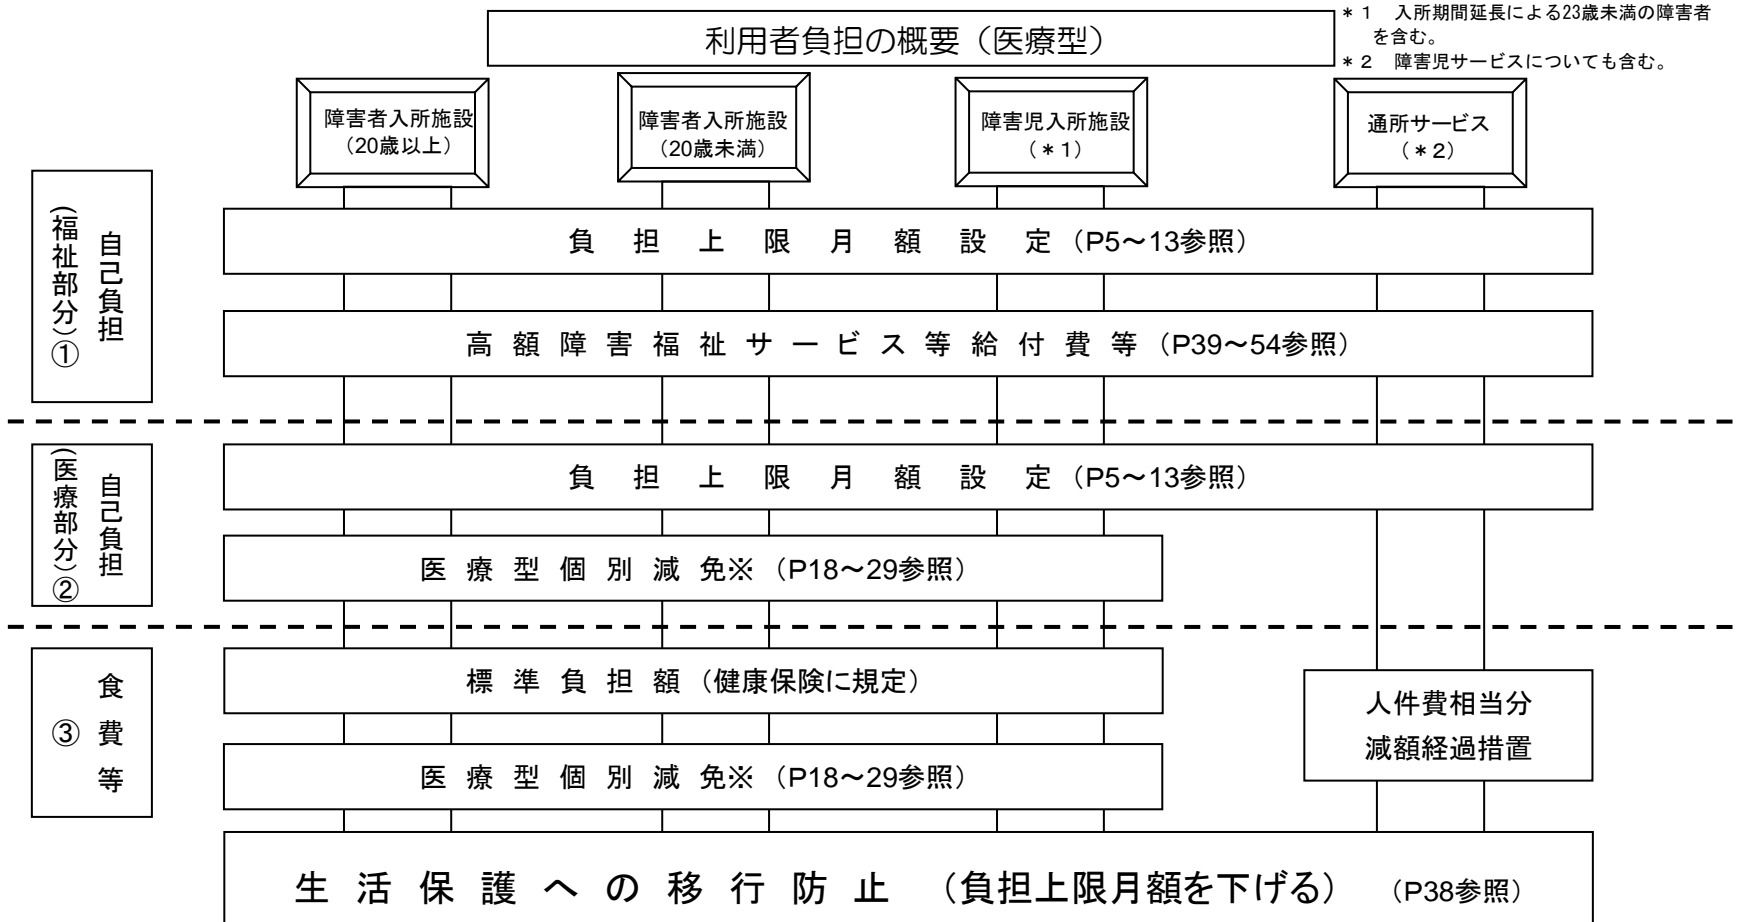 利用者負担の概要（医療型）
＊１　入所期間延長による23歳未満の障害者
を含む。
＊２　障害児サービスについても含む。
障害者入所施設
（20歳以上）
障害者入所施設
（20歳未満）
障害児入所施設
（＊１）
通所サービス
（＊２）
自己負担
（福祉部分）①
負担上限月額設定（P5～13参照）
高額障害福祉サービス等給付費等（P39～54参照）
自己負担
（医療部分）②
負担上限月額設定（P5～13参照）
医療型個別減免※（P18～29参照）
食費等
③
標準負担額（健康保険に規定）
人件費相当分
減額経過措置
医療型個別減免※（P18～29参照）
生活保護への移行防止（負担上限月額を下げる）（P38参照）